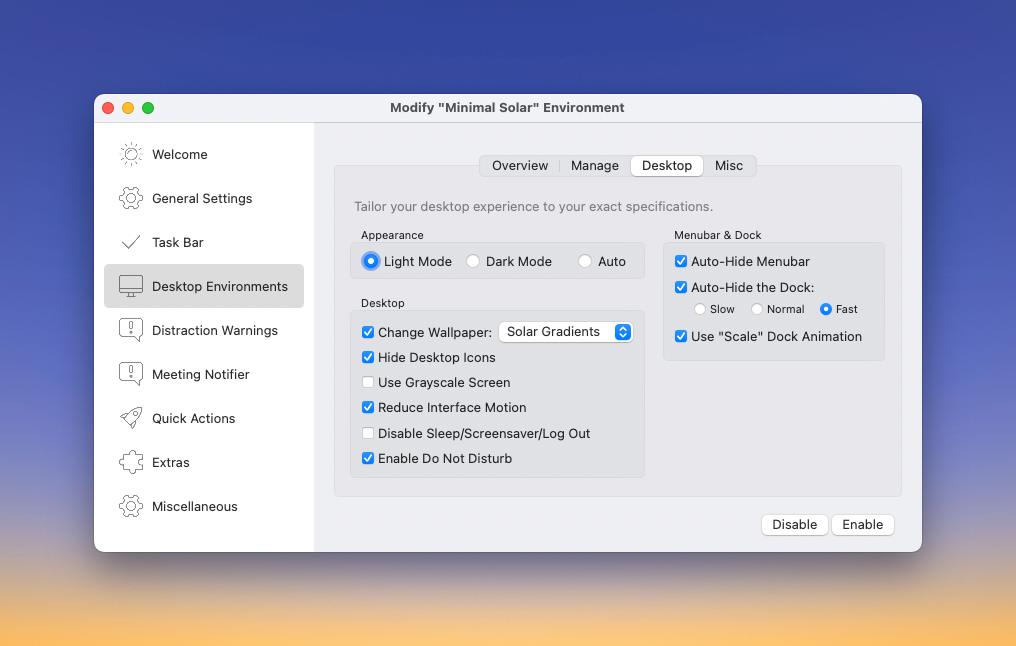 Modify "Minimal Solar" Environment
Welcome
General Settings
Task Bar
Desktop Environments
Distraction Warnings
Meeting Notifier
Quick Actions
Extras
Miscellaneous
Overview Manage Desktop Misc
Tailor your desktop experience to your exact specifications.
Appearance
Light Mode Dark Mode Auto
Desktop
Change Wallpaper: Solar Gradients
Hide Desktop Icons
Use Grayscale Screen
Reduce Interface Motion
Disable Sleep/Screensaver/Log Out
Enable Do Not Disturb
Menubar & Dock
Auto-Hide Menubar
Auto-Hide the Dock:
Slow Normal Fast
Use "Scale" Dock Animation
Disable Enable